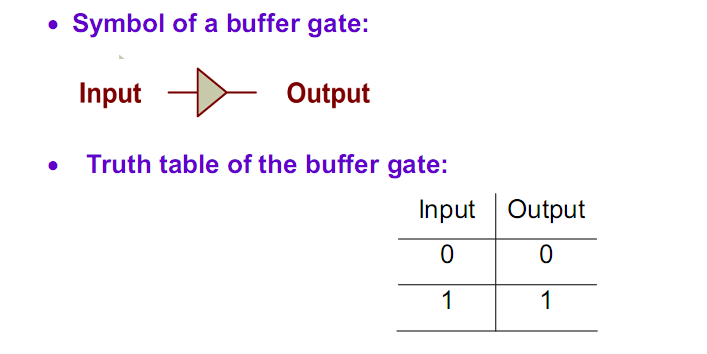 • Symbol of a buffer gate:
Input Output
• Truth table of the buffer gate:
Input Output
0 0
1 1